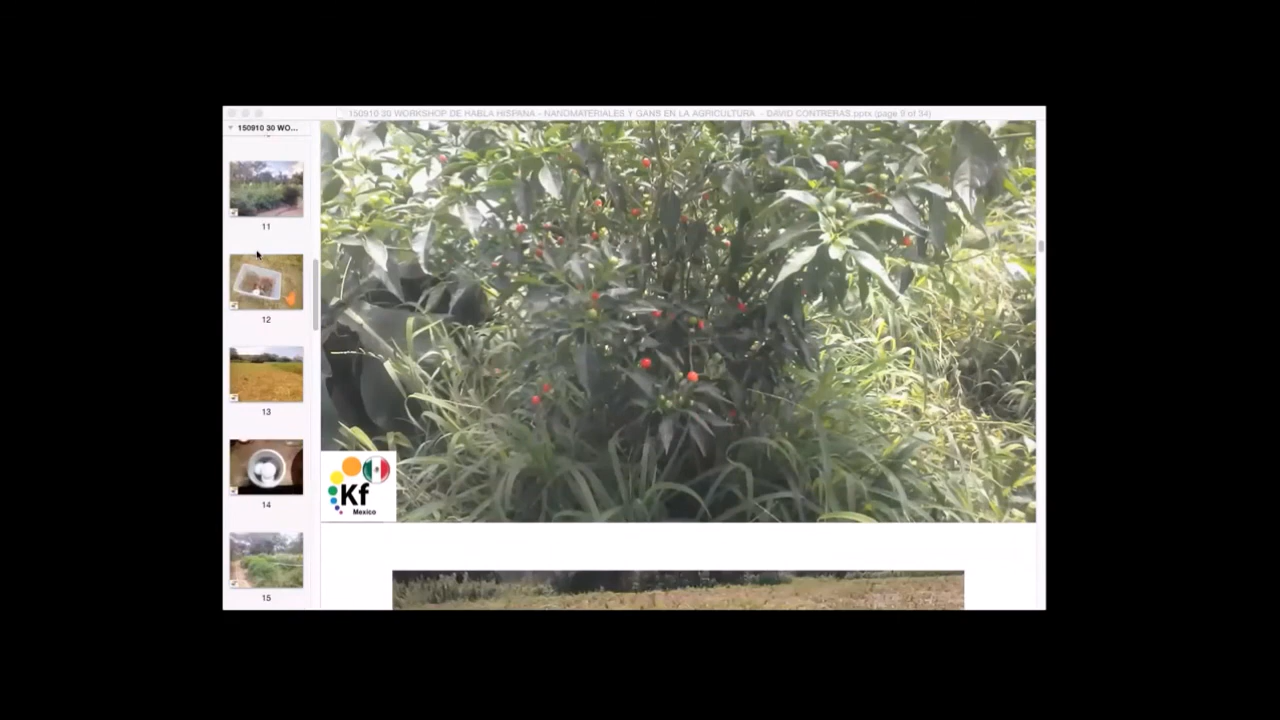 150910 30 WORKSHOP DE HABLA HISPANA - NANOMATERIALES Y GANS EN LA AGRICULTURA - DAVID CONTRERAS.pptx (page 9 of 34)
150910 30 WO...
11
12
13
14
15
Kf
Mexico